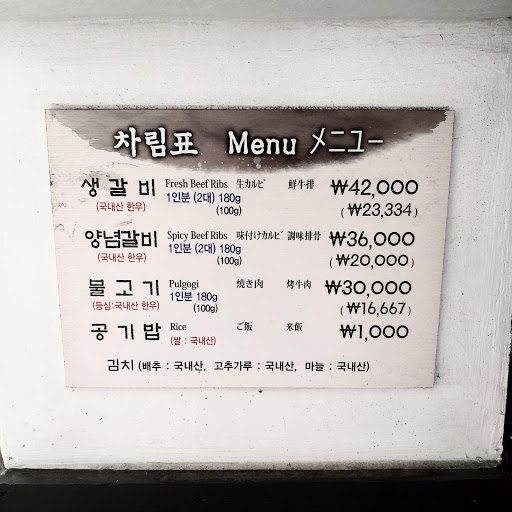 차림표 Menu メニュー
생갈비 Fresh Beef Ribs 生カルビ 鮮牛排 ₩42,000
(국내산 한우) 1인분 (2대) 180g
(100g) (₩23,334)
양념갈비 Spicy Beef Ribs 味付けカルビ 調味排骨 ₩36,000
(국내산 한우) 1인분 (2대) 180g
(100g) (₩20,000)
불고기 Pulgogi 焼き肉 烤牛肉 ₩30,000
(등심:국내산 한우) 1인분 180g
(100g) (₩16,667)
공기밥 Rice ご飯 米飯 ₩1,000
(쌀 : 국내산)
김치 (배추 : 국내산, 고추가루 : 국내산, 마늘 : 국내산)